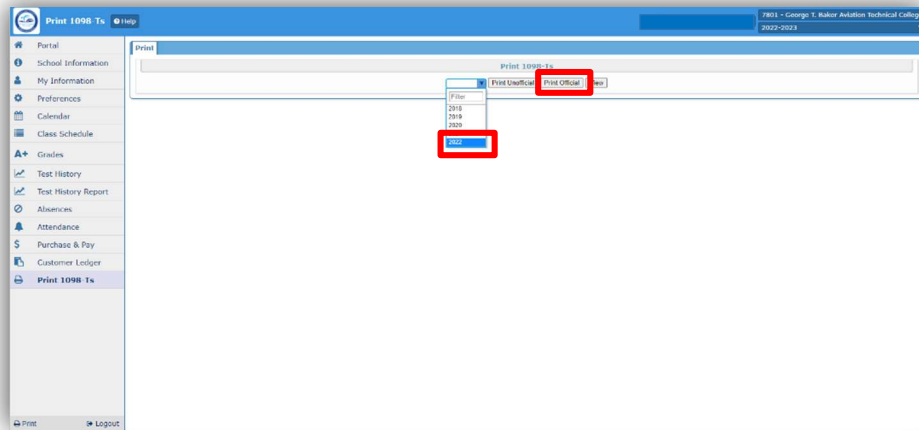 Print 1098-Ts Help
7801 - George T. Baker Aviation Technical Colleg
2022-2023
Portal
School Information
My Information
Preferences
Calendar
Class Schedule
A+ Grades
Test History
Test History Report
Absences
Attendance
$ Purchase & Pay
Customer Ledger
Print 1098-Ts
Print
Print 1098-Ts
Print Unofficial Print Official
Filter
2018
2019
2020
2022
Print Logout